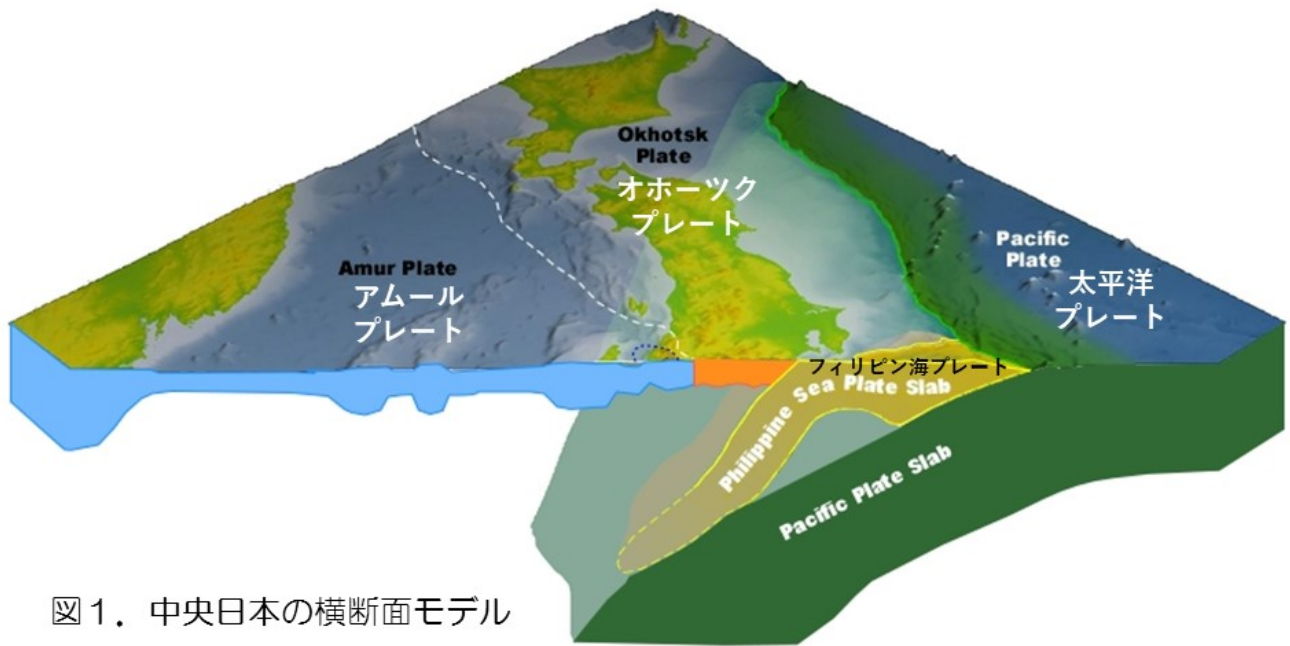 Okhotsk
Plate
オホーツク
プレート
Pacific
Plate
太平洋
プレート
Amur Plate
アムール
プレート
フィリピン海プレート
Philippine Sea Plate Slab
Pacific Plate Slab
図１．中央日本の横断面モデル